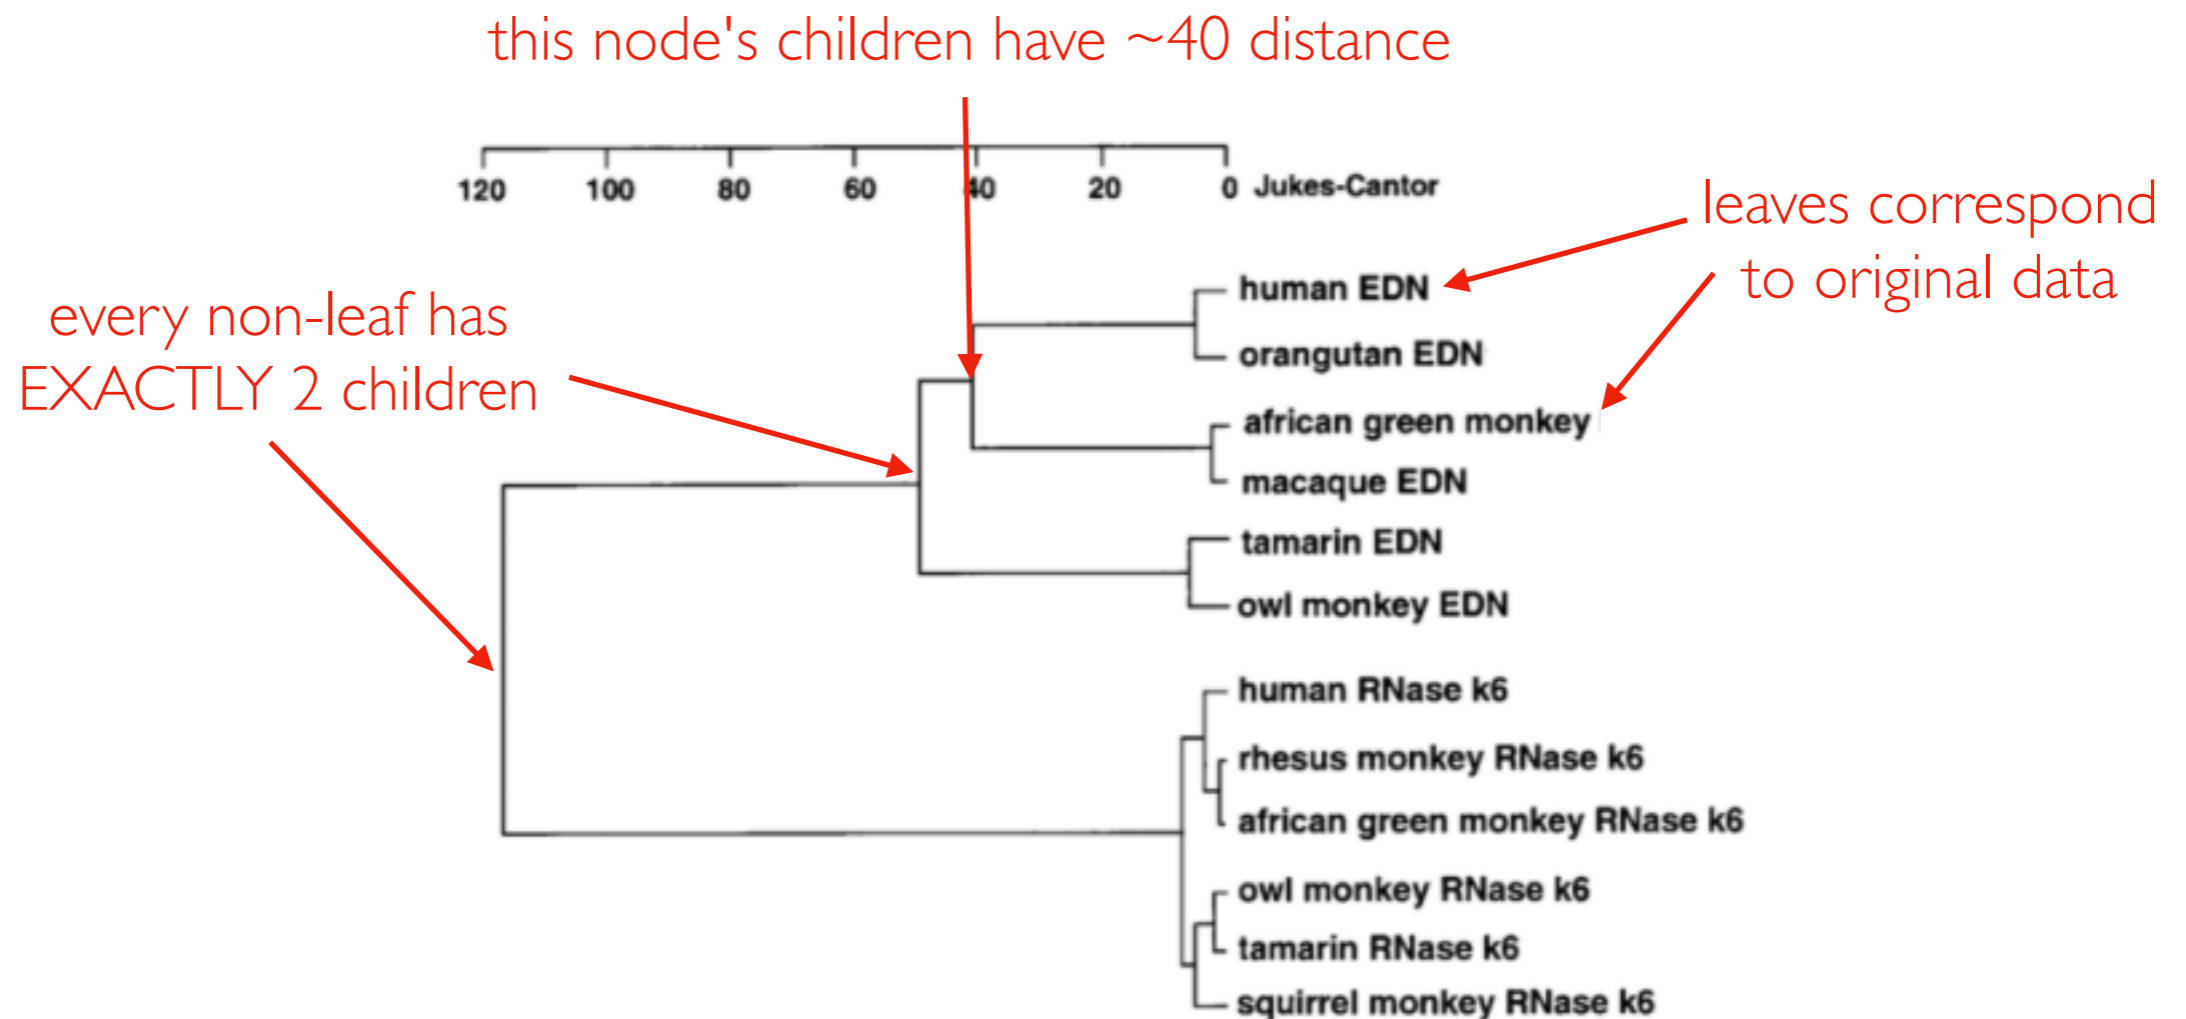 this node's children have ~40 distance
120 100 80 60 40 20 0 Jukes-Cantor
leaves correspond
to original data
every non-leaf has
EXACTLY 2 children
human EDN
orangutan EDN
african green monkey
macaque EDN
tamarin EDN
owl monkey EDN
human RNase k6
rhesus monkey RNase k6
african green monkey RNase k6
owl monkey RNase k6
tamarin RNase k6
squirrel monkey RNase k6